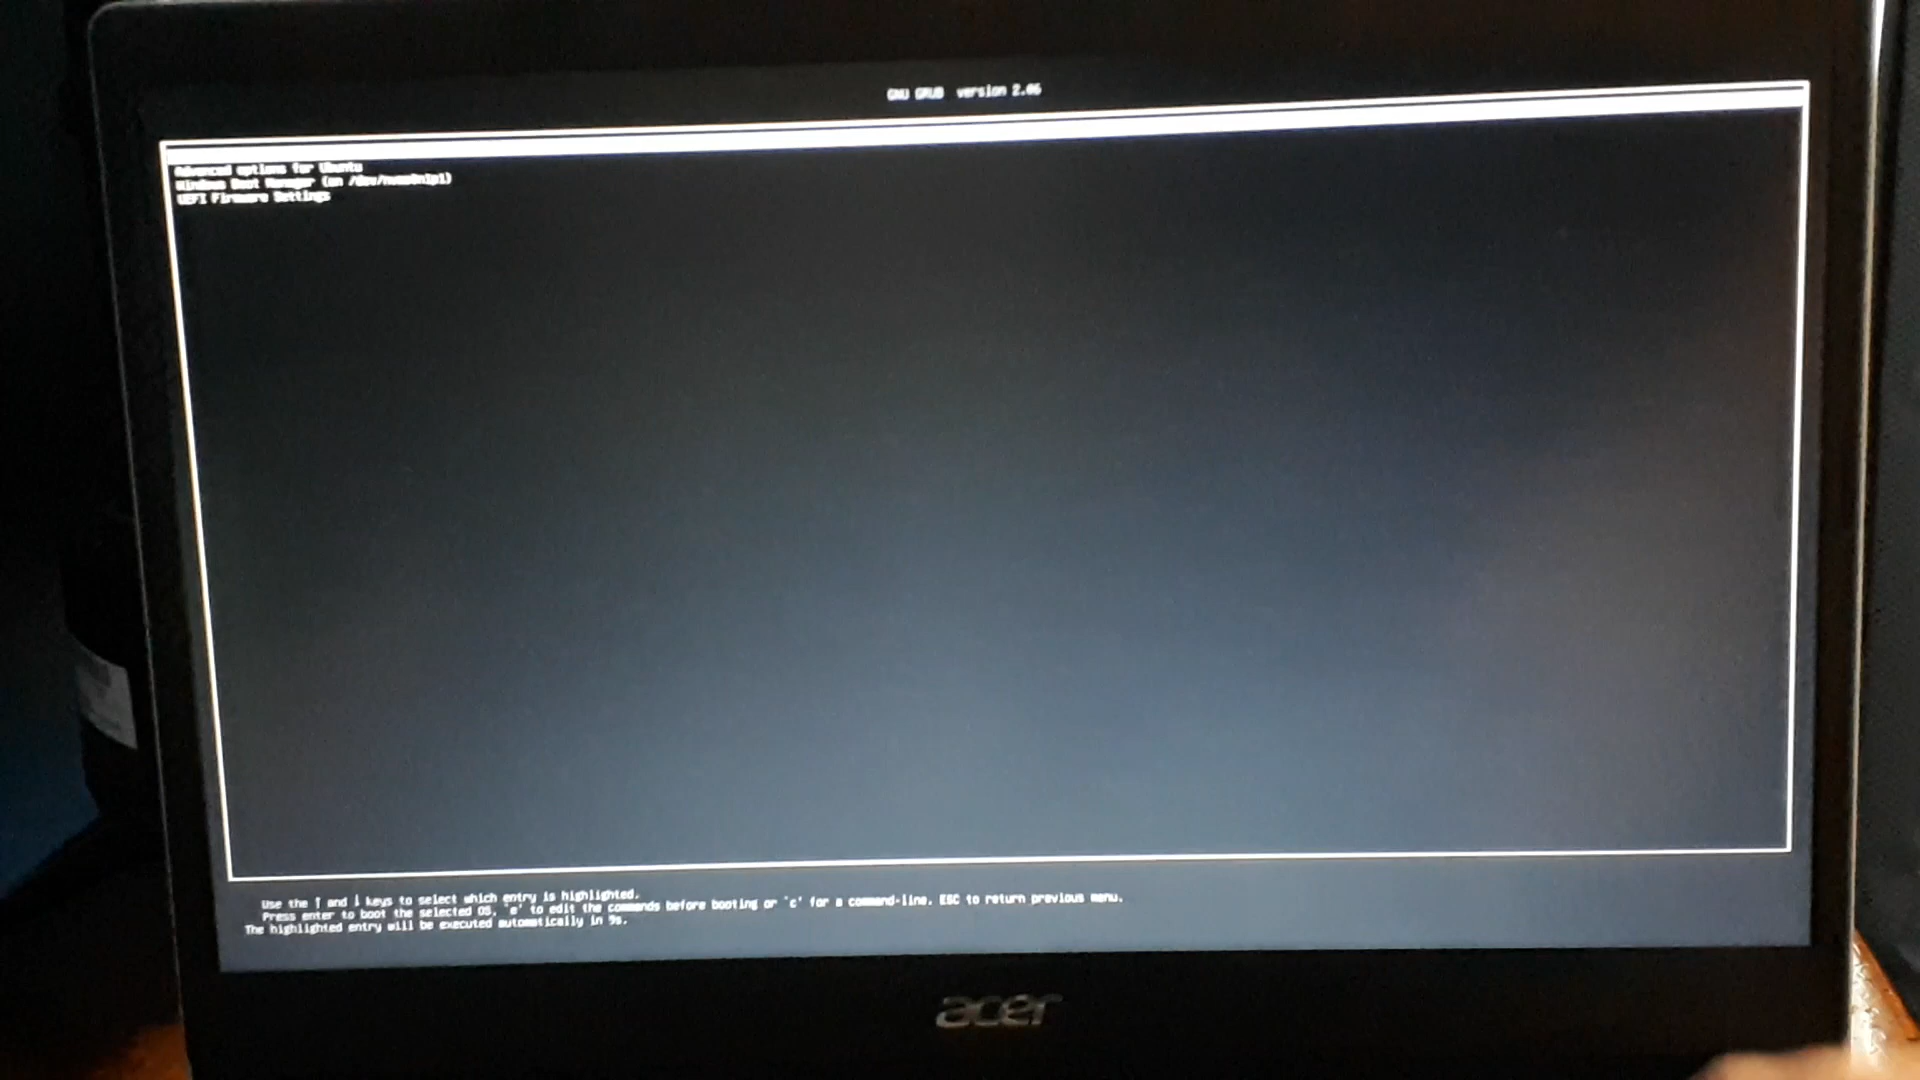 GNU GRUB version 2.06
Advanced options for Ubuntu
Windows Boot Manager (on /dev/nvme0n1p1)
UEFI Firmware Settings
Use the ↑ and ↓ keys to select which entry is highlighted.
Press enter to boot the selected OS, `e' to edit the commands before booting or `c' for a command-line. ESC to return previous menu.
The highlighted entry will be executed automatically in 9s.
acer